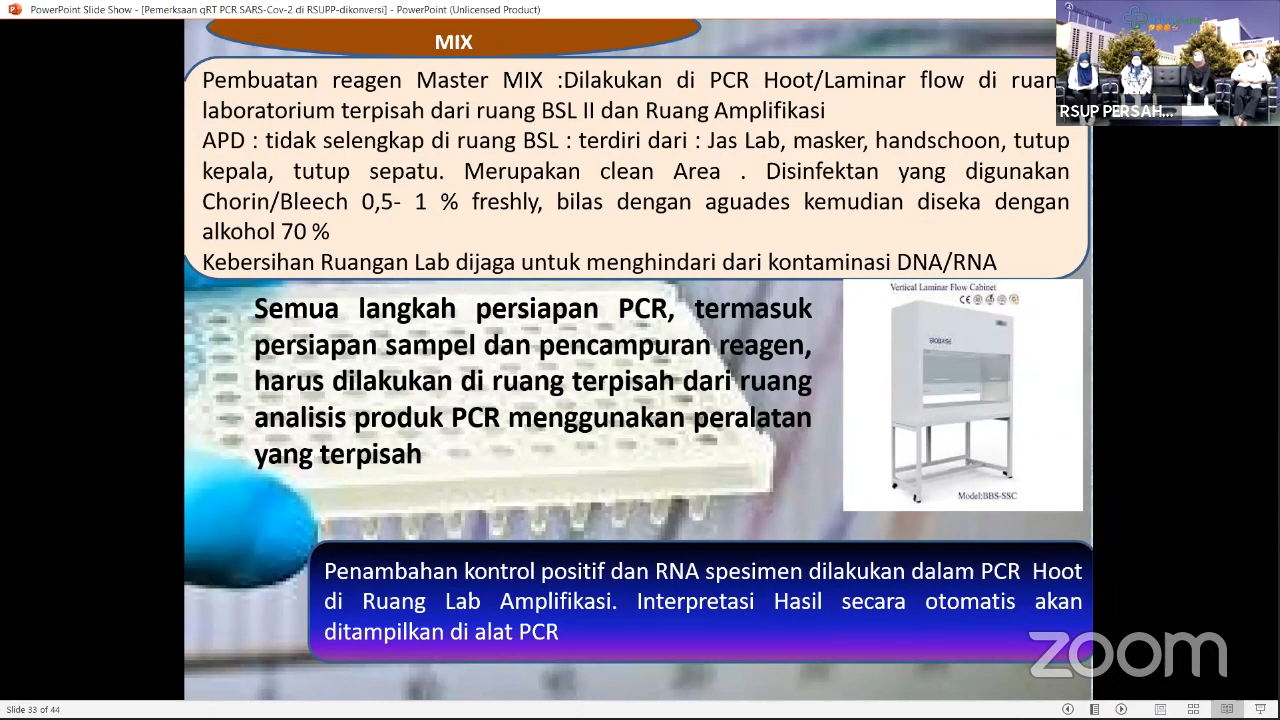 PowerPoint Slide Show - [Pemerksaan qRT PCR SARS-Cov-2 di RSUPP-dikonversi] - PowerPoint (Unlicensed Product)
MIX
Pembuatan reagen Master MIX :Dilakukan di PCR Hoot/Laminar flow di ruang
laboratorium terpisah dari ruang BSL II dan Ruang Amplifikasi
APD : tidak selengkap di ruang BSL : terdiri dari : Jas Lab, masker, handschoon, tutup
kepala, tutup sepatu. Merupakan clean Area . Disinfektan yang digunakan
Chorin/Bleech 0,5- 1 % freshly, bilas dengan aguades kemudian diseka dengan
alkohol 70 %
Kebersihan Ruangan Lab dijaga untuk menghindari dari kontaminasi DNA/RNA
RSUP PERSAH...
Semua langkah persiapan PCR, termasuk
persiapan sampel dan pencampuran reagen,
harus dilakukan di ruang terpisah dari ruang
analisis produk PCR menggunakan peralatan
yang terpisah
Vertical Laminar Flow Cabinet
BIOBASE
Model:BBS-SSC
Penambahan kontrol positif dan RNA spesimen dilakukan dalam PCR Hoot
di Ruang Lab Amplifikasi. Interpretasi Hasil secara otomatis akan
ditampilkan di alat PCR
zoom
Slide 33 of 44